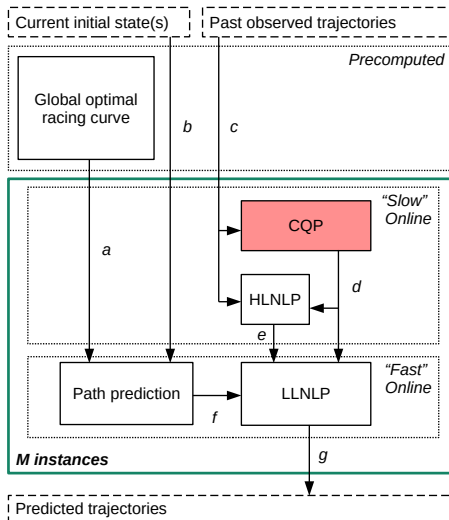 Current initial state(s)
Past observed trajectories
Precomputed
Global optimal
racing curve
b
c
a
“Slow”
Online
CQP
d
HLNLP
e
“Fast”
Online
Path prediction
LLNLP
f
M instances
g
Predicted trajectories